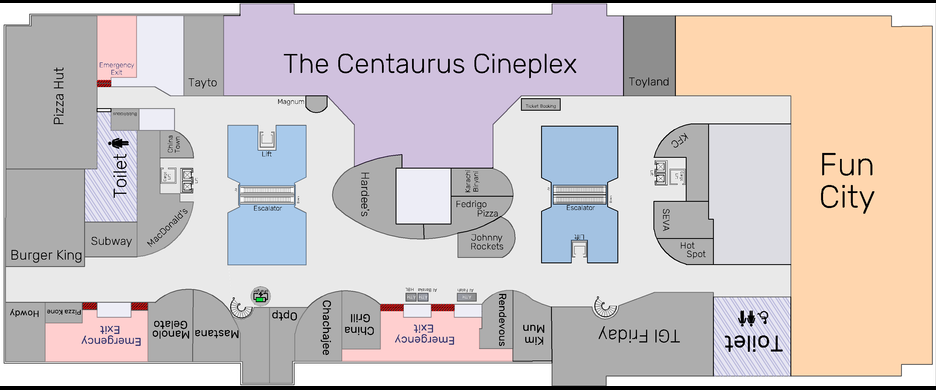 The Centaurus Cineplex
Pizza Hut
Emergency
Exit
Tayto
Toyland
Magnum
Ticket Booking
China
Town
Toilet
Lift
KFC
Fun
City
Hardee's
Karachi
Biryani
Fedrigo
Pizza
Johnny
Rockets
Escalator
Escalator
MacDonald's
Subway
Burger King
SEVA
Hot
Spot
Lift
Howdy
Pizza Kone
Emergency
Exit
Manolo
Gelato
Mastana
Optp
Chachajee
China
Grill
Emergency
Exit
Rendevous
Mun
Kim
TGI Friday
Toilet